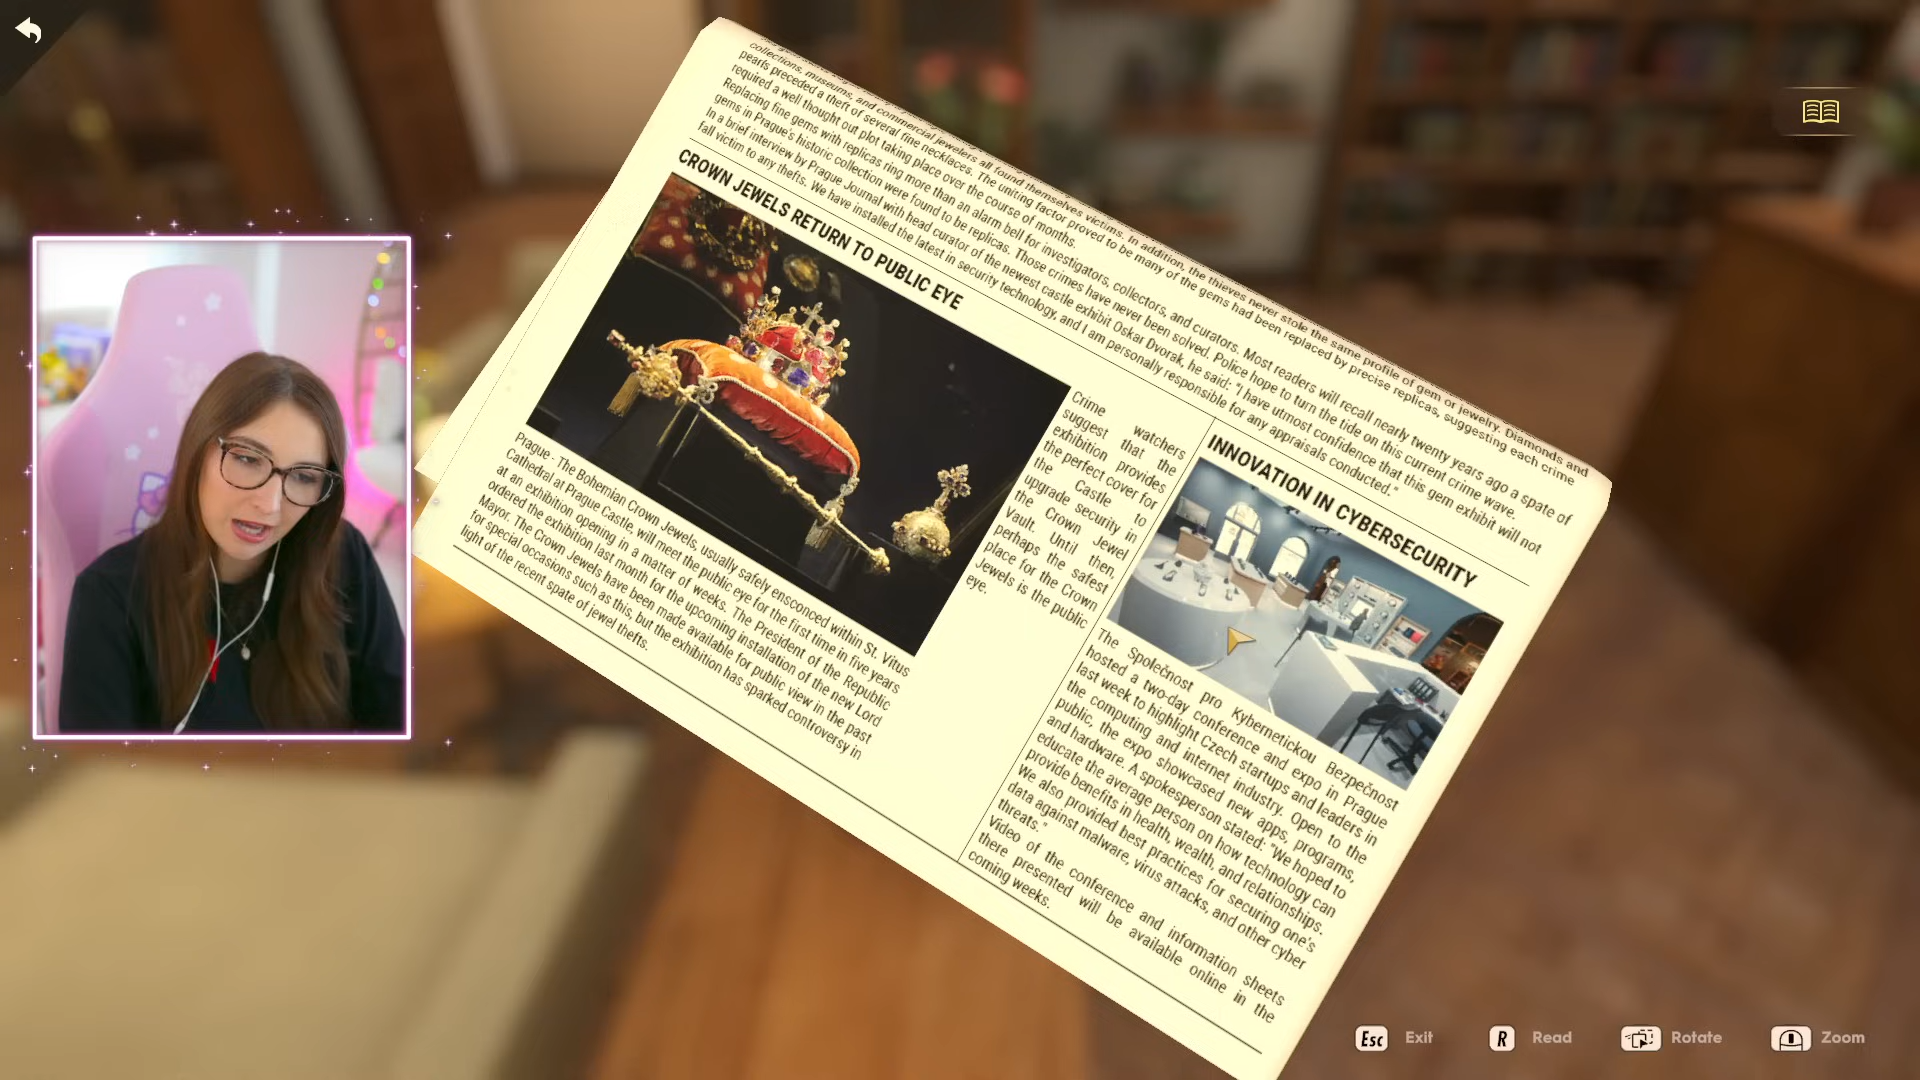 collections, museums, and commercial jewelers all found themselves victims. In addition, the thieves never stole the same profile of gem or jewelry. Diamonds and
pearls preceded a theft of several fine necklaces. The uniting factor proved to be many of the gems had been replaced by precise replicas, suggesting each crime
required a well thought out plot taking place over the course of months.
Replacing fine gems with replicas ring more than an alarm bell for investigators, collectors, and curators. Most readers will recall nearly twenty years ago a spate of
gems in Prague's historic collection were found to be replicas. Those crimes have never been solved. Police hope to turn the tide on this current crime wave.
In a brief interview by Prague Journal with head curator of the newest castle exhibit Oskar Dvorak, he said: "I have utmost confidence that this gem exhibit will not
fall victim to any thefts. We have installed the latest in security technology, and I am personally responsible for any appraisals conducted."
CROWN JEWELS RETURN TO PUBLIC EYE
Prague - The Bohemian Crown Jewels, usually safely ensconced within St. Vitus
Cathedral at Prague Castle, will meet the public eye for the first time in five years
at an exhibition opening in a matter of weeks. The President of the Republic
ordered the exhibition last month for the upcoming installation of the new Lord
Mayor. The Crown Jewels have been made available for public view in the past
for special occasions such as this, but the exhibition has sparked controversy in
light of the recent spate of jewel thefts.
Crime watchers
suggest that the
exhibition provides
the perfect cover for
the Castle to
upgrade security in
the Crown Jewel
Vault. Until then,
perhaps the safest
place for the Crown
Jewels is the public
eye.
INNOVATION IN CYBERSECURITY
The Společnost pro Kybernetickou Bezpečnost
hosted a two-day conference and expo in Prague
last week to highlight Czech startups and leaders in
the computing and internet industry. Open to the
public, the expo showcased new apps, programs,
and hardware. A spokesperson stated: "We hoped to
educate the average person on how technology can
provide benefits in health, wealth, and relationships.
We also provided best practices for securing one's
data against malware, virus attacks, and other cyber
threats."
Video of the conference and information sheets
there presented will be available online in the
coming weeks.
Esc Exit
R Read
Rotate
Zoom